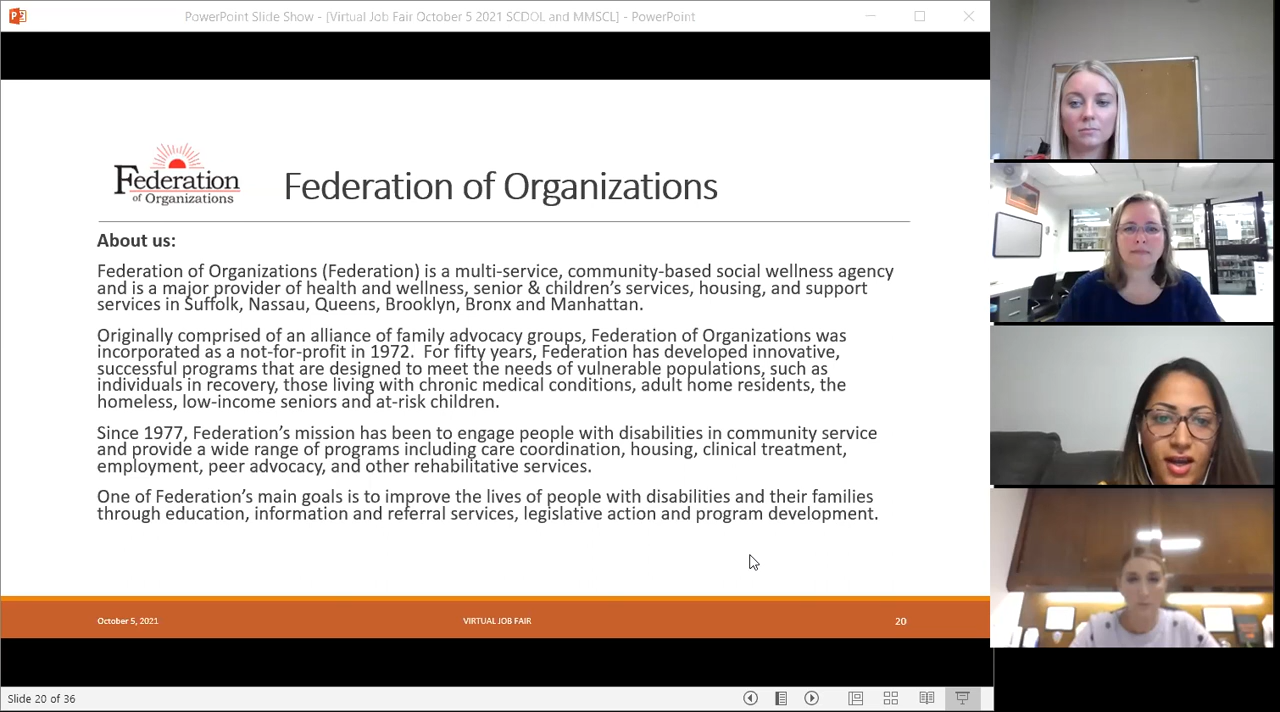 PowerPoint Slide Show - [Virtual Job Fair October 5 2021 SCDOL and MMSCL] - PowerPoint
Federation
of Organizations
Federation of Organizations
About us:
Federation of Organizations (Federation) is a multi-service, community-based social wellness agency
and is a major provider of health and wellness, senior & children's services, housing, and support
services in Suffolk, Nassau, Queens, Brooklyn, Bronx and Manhattan.
Originally comprised of an alliance of family advocacy groups, Federation of Organizations was
incorporated as a not-for-profit in 1972.  For fifty years, Federation has developed innovative,
successful programs that are designed to meet the needs of vulnerable populations, such as
individuals in recovery, those living with chronic medical conditions, adult home residents, the
homeless, low-income seniors and at-risk children.
Since 1977, Federation's mission has been to engage people with disabilities in community service
and provide a wide range of programs including care coordination, housing, clinical treatment,
employment, peer advocacy, and other rehabilitative services.
One of Federation's main goals is to improve the lives of people with disabilities and their families
through education, information and referral services, legislative action and program development.
October 5, 2021
VIRTUAL JOB FAIR
20
Slide 20 of 36